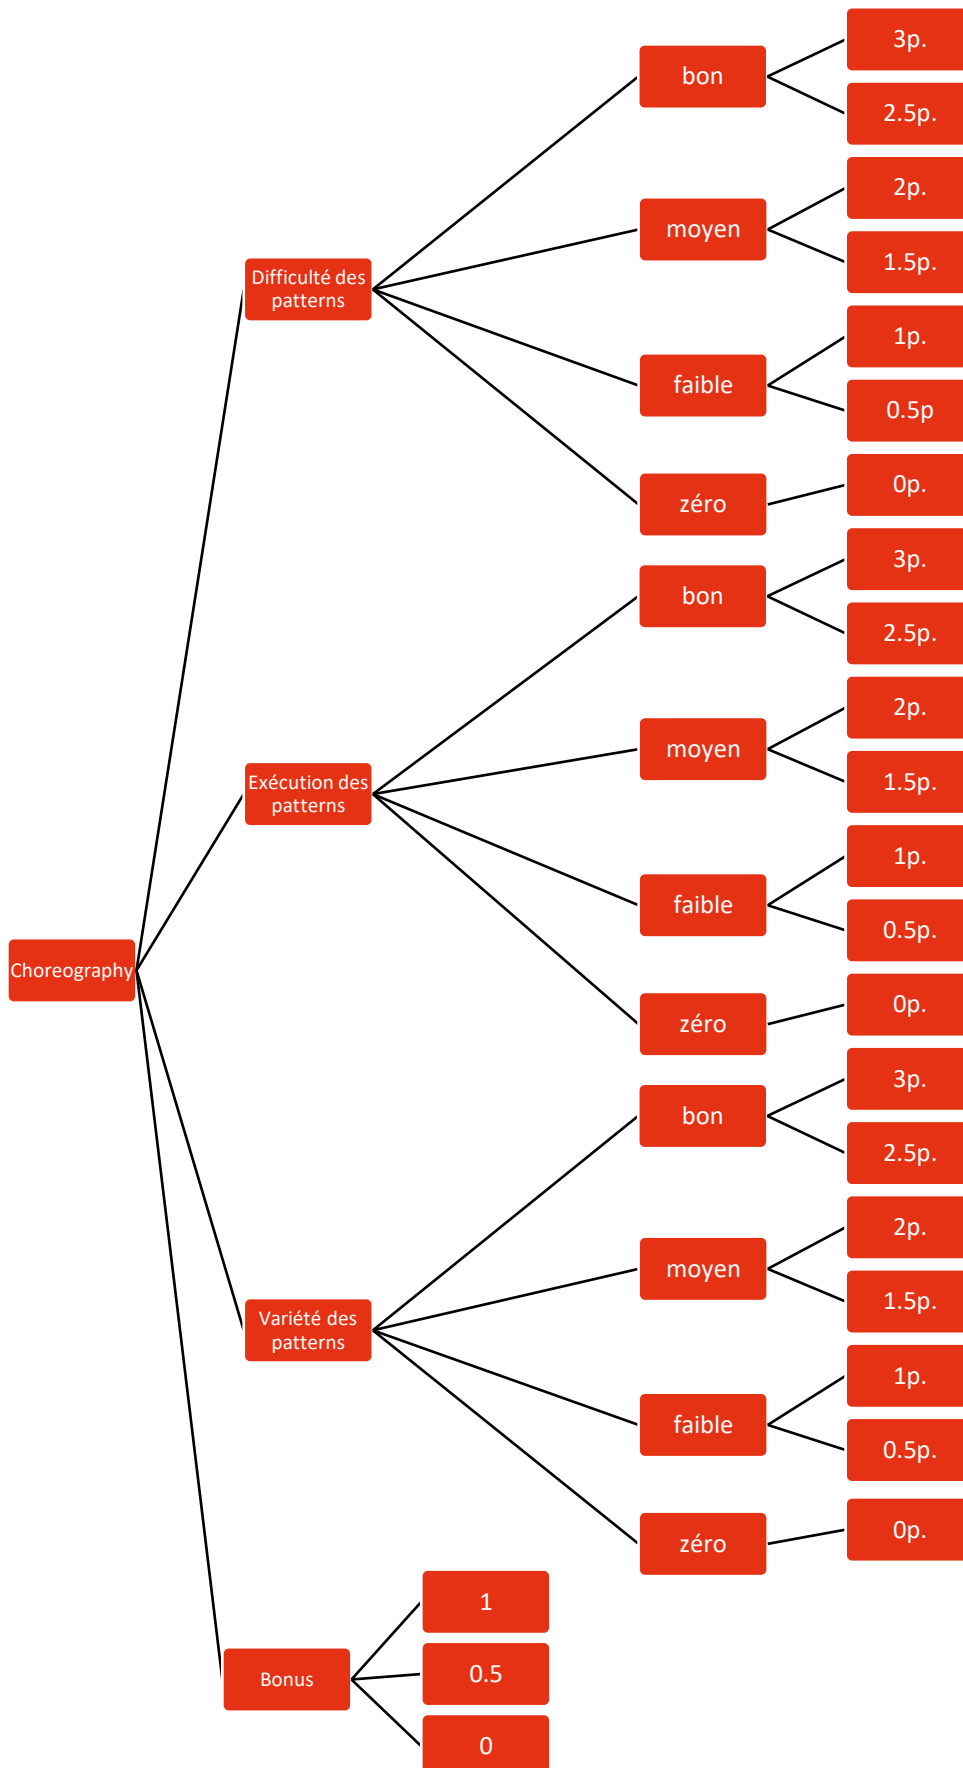 3p.
bon
2.5p.
2p.
moyen
1.5p.
Difficulté des
patterns
1p.
faible
0.5p
0p.
zéro
3p.
bon
2.5p.
2p.
moyen
1.5p.
Exécution des
patterns
1p.
faible
0.5p.
Choreography
0p.
zéro
3p.
bon
2.5p.
2p.
moyen
1.5p.
Variété des
patterns
1p.
faible
0.5p.
0p.
zéro
1
0.5
Bonus
0